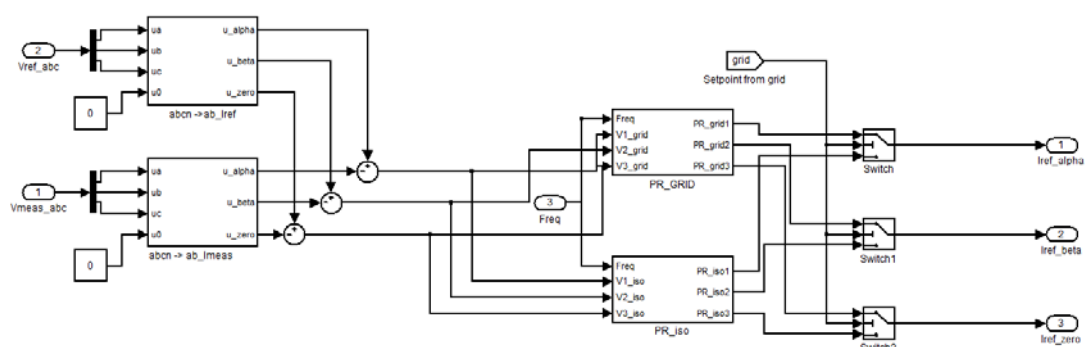 2
Vref_abc
ua
ub
uc
u0
u_alpha
u_beta
u_zero
0
abcn ->ab_Iref
1
Vmeas_abc
ua
ub
uc
u0
u_alpha
u_beta
u_zero
0
abcn -> ab_Imeas
3
Freq
Freq
V1_grid
V2_grid
V3_grid
PR_grid1
PR_grid2
PR_grid3
PR_GRID
Freq
V1_iso
V2_iso
V3_iso
PR_iso1
PR_iso2
PR_iso3
PR_iso
grid
Setpoint from grid
Switch
Switch1
Switch2
1
Iref_alpha
2
Iref_beta
3
Iref_zero